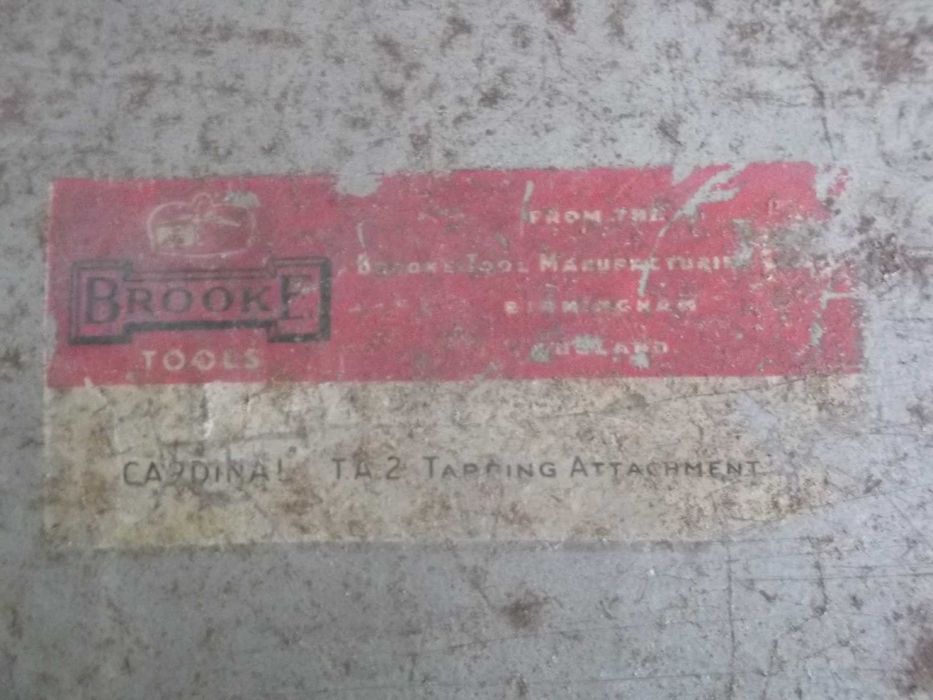 BROOKE
TOOLS
FROM THE
BROOKE TOOL MANUFACTURING
BIRMINGHAM
ENGLAND
CARDINAL TA.2 TAPPING ATTACHMENT